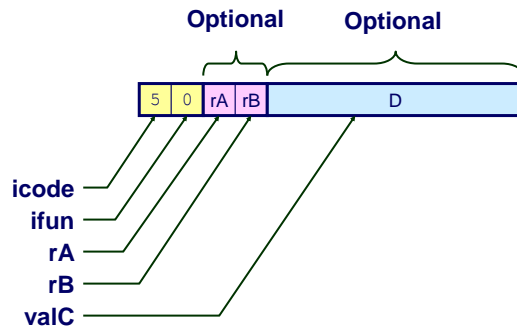 Optional Optional
5 0 rA rB D
icode
ifun
rA
rB
valC